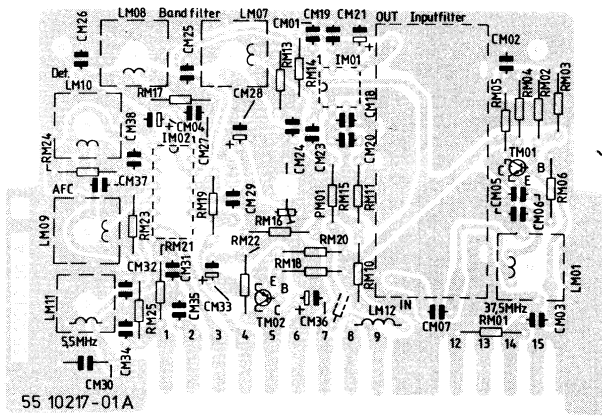 CM26
LM08
Bandfilter
LM07
CM01
CM19
CM21
OUT
Inputfilter
CM02
CM25
RM13
RM14
IM01
Det.
LM10
RM17
CM28
CM18
RM05
RM04
RM02
RM03
CM38
CM04
IM02
CM27
CM24
CM23
CM20
RM24
TM01
C
B
E
AFC
CM37
RM19
CM29
PM01
RM15
RM11
CM05
CM06
RM06
LM09
RM23
RM16
RM21
RM22
RM20
CM32
CM31
RM18
RM10
LM01
LM11
RM25
CM35
CM33
E
B
C
TM02
CM36
LM12
IN
CM07
37,5MHz
RM01
CM03
5,5MHz
CM34
1 2 3 4 5 6 7 8 9 12 13 14 15
CM30
55 10217-01A